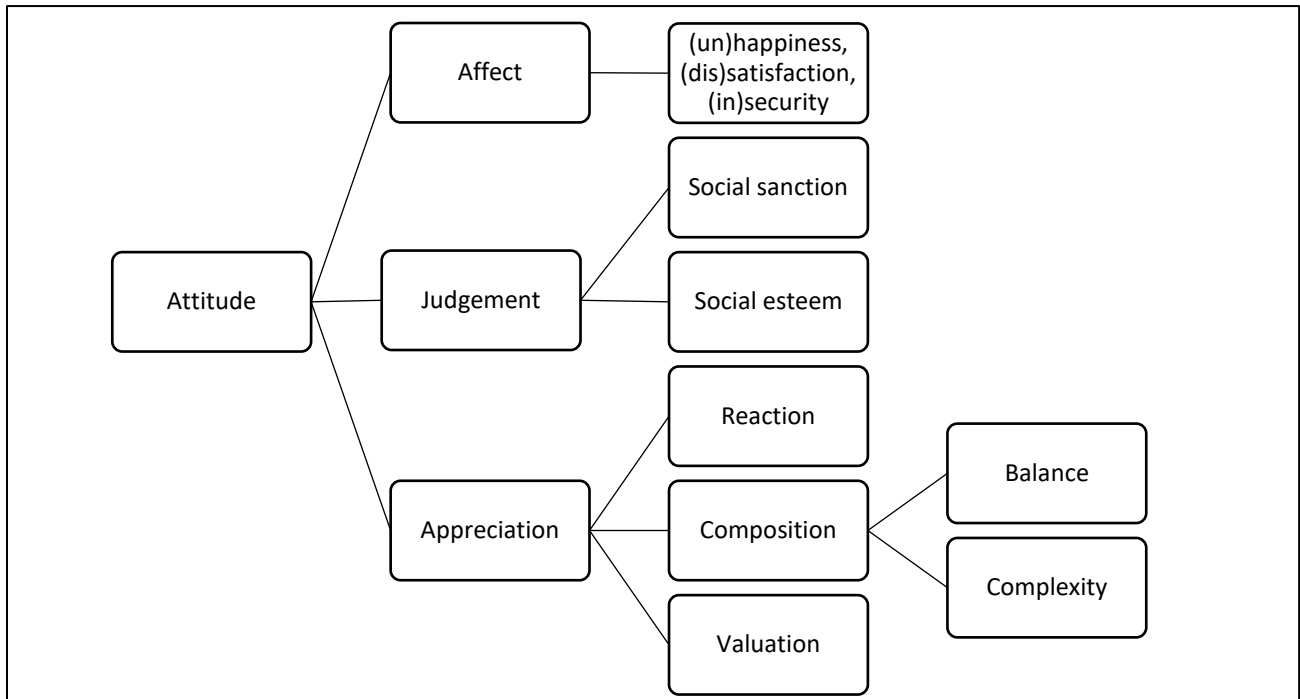 Affect
(un)happiness,
(dis)satisfaction,
(in)security
Social sanction
Attitude
Judgement
Social esteem
Reaction
Balance
Appreciation
Composition
Complexity
Valuation